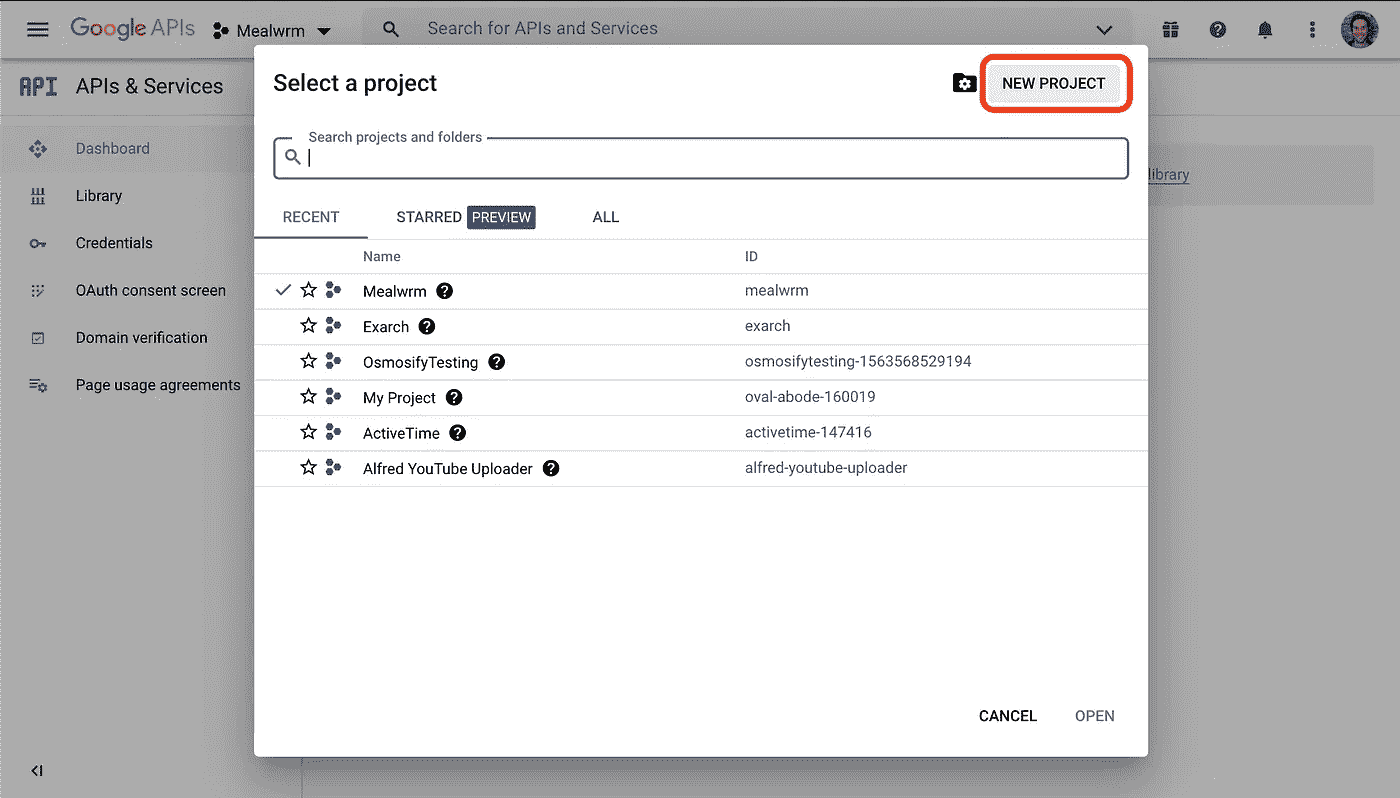 Google APIs Mealwrm Search for APIs and Services
API APIs & Services
Dashboard
Library
Credentials
OAuth consent screen
Domain verification
Page usage agreements
library
Select a project
NEW PROJECT
Search projects and folders
RECENT STARRED PREVIEW ALL
Name ID
Mealwrm mealwrm
Exarch exarch
OsmosifyTesting osmosifytesting-1563568529194
My Project oval-abode-160019
ActiveTime activetime-147416
Alfred YouTube Uploader alfred-youtube-uploader
CANCEL OPEN